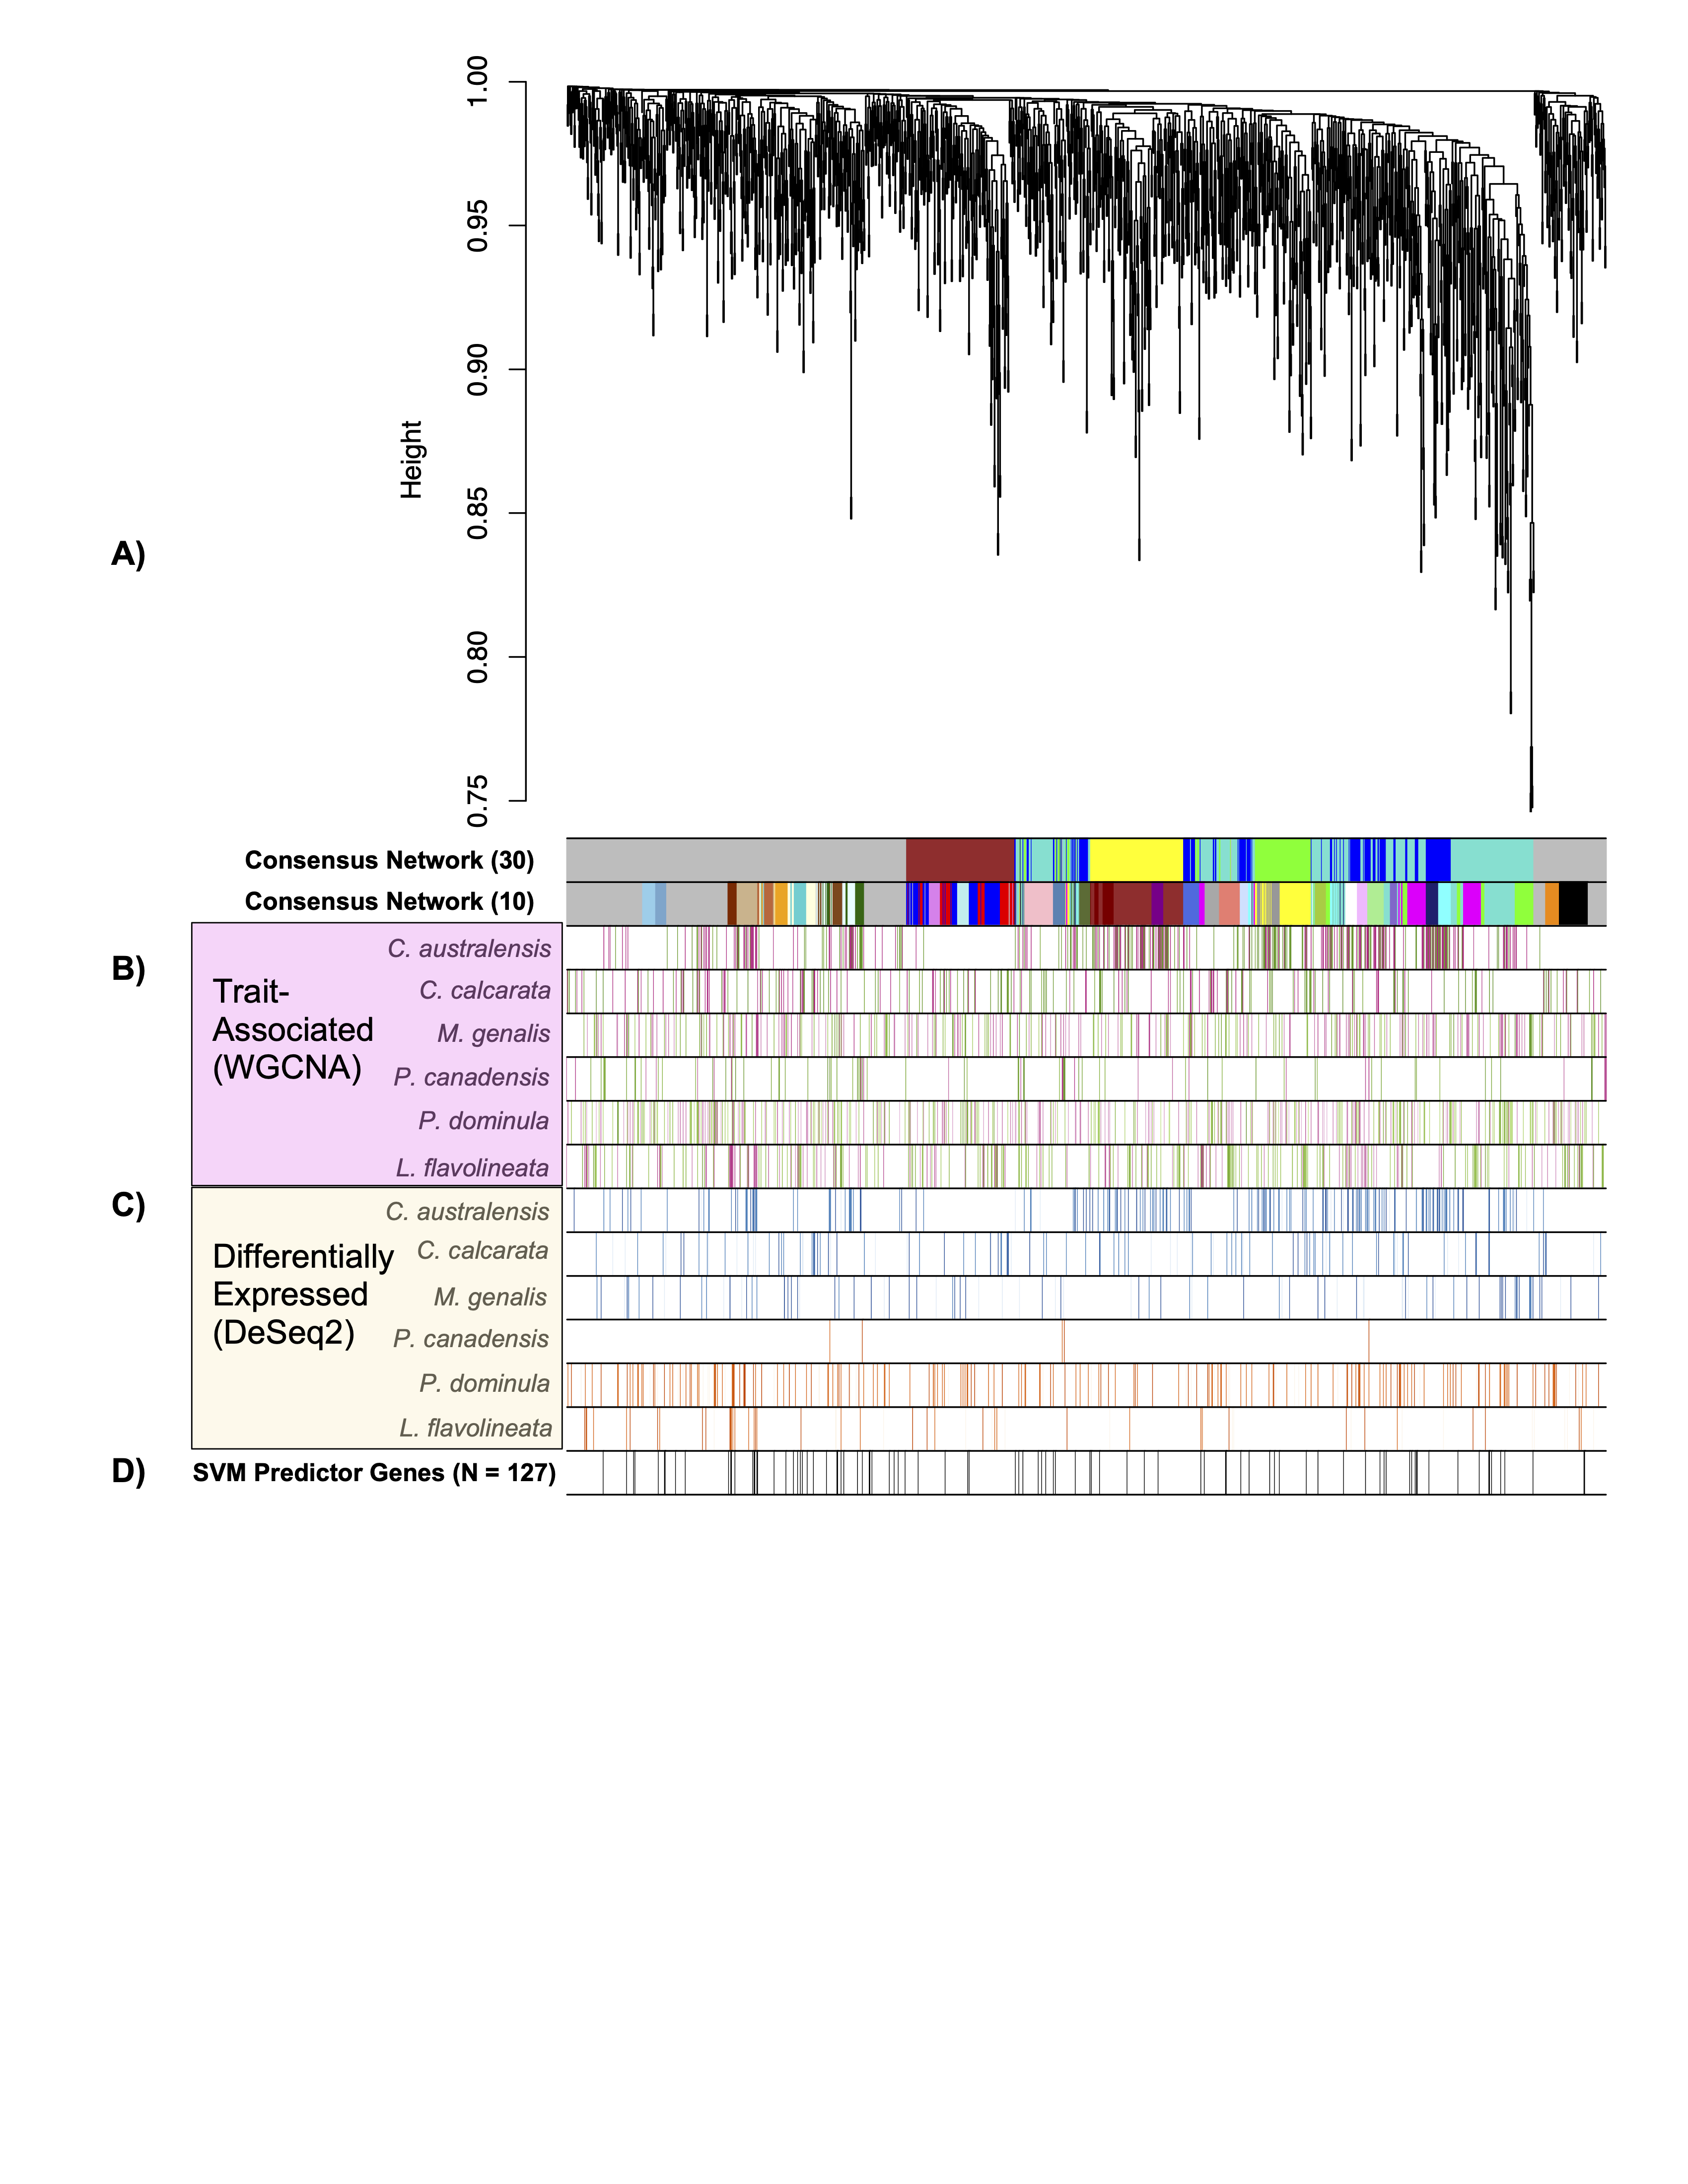 1.00
0.95
0.90
0.85
0.80
0.75
Height
A)
Consensus Network (30)
Consensus Network (10)
B)
Trait-
Associated
(WGCNA)
C. australensis
C. calcarata
M. genalis
P. canadensis
P. dominula
L. flavolineata
C)
Differentially
Expressed
(DeSeq2)
C. australensis
C. calcarata
M. genalis
P. canadensis
P. dominula
L. flavolineata
D)
SVM Predictor Genes (N = 127)